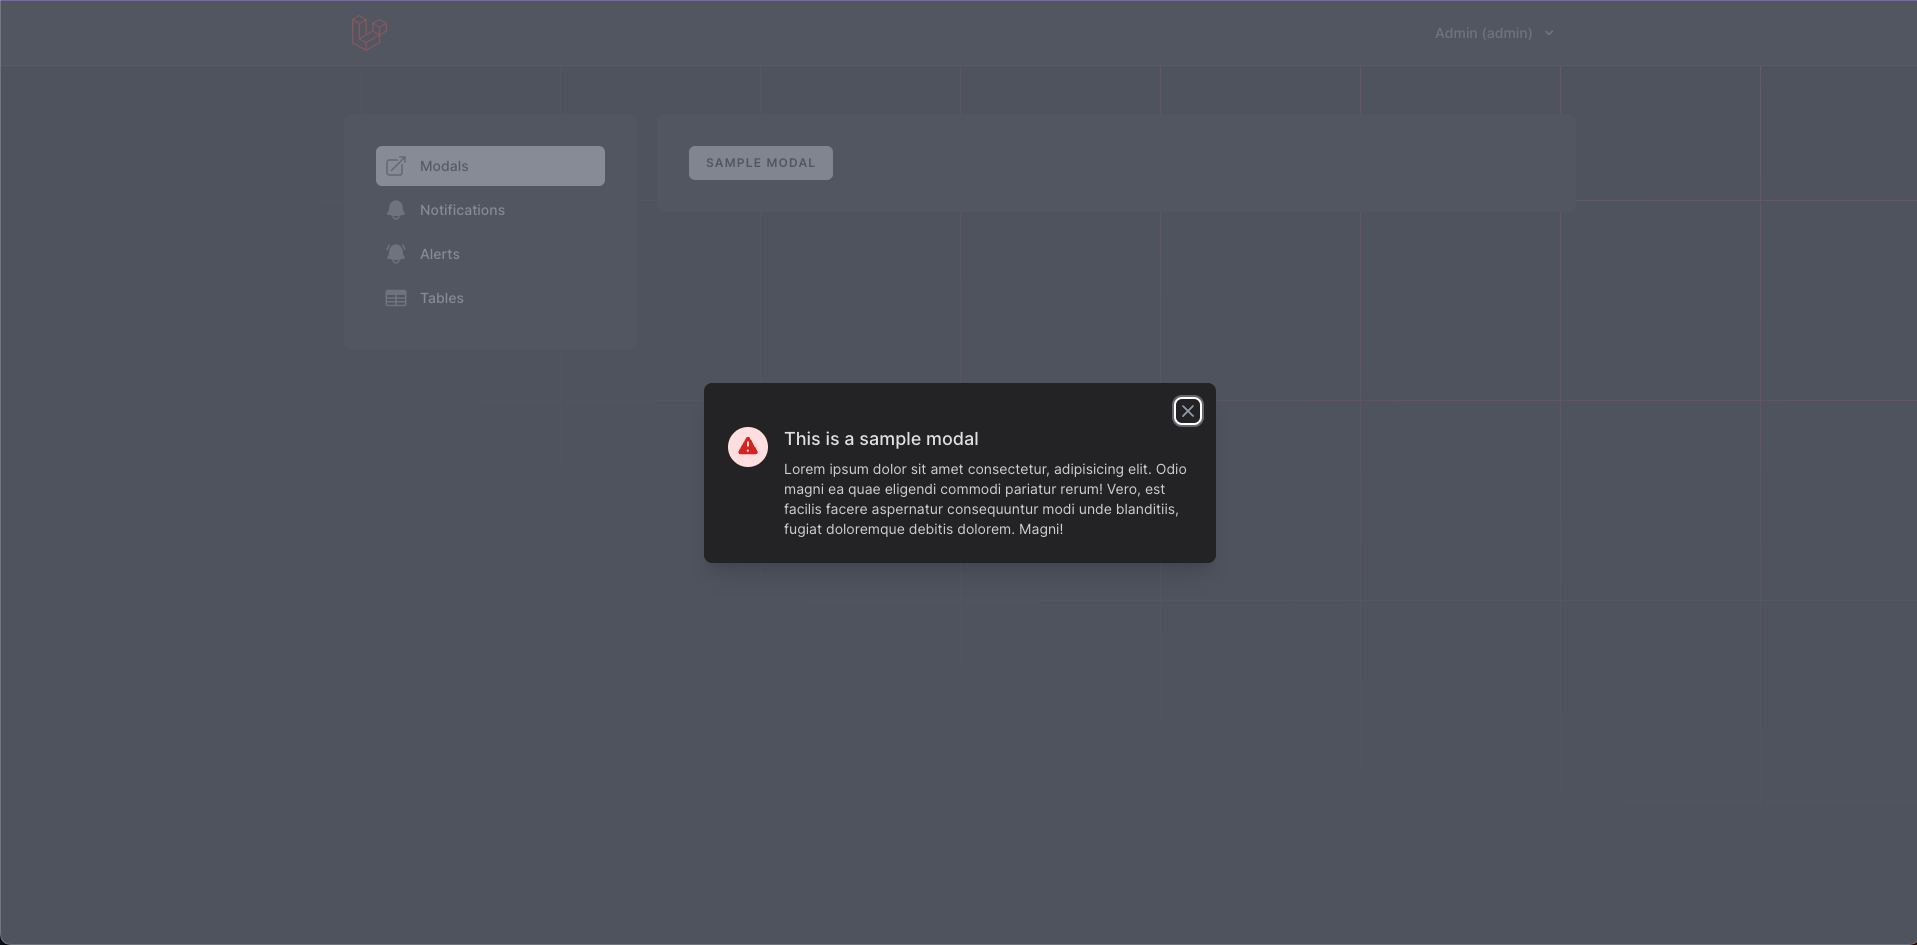 Admin (admin)
Modals
Notifications
Alerts
Tables
SAMPLE MODAL
This is a sample modal
Lorem ipsum dolor sit amet consectetur, adipisicing elit. Odio
magni ea quae eligendi commodi pariatur rerum! Vero, est
facilis facere aspernatur consequuntur modi unde blanditiis,
fugiat doloremque debitis dolorem. Magni!